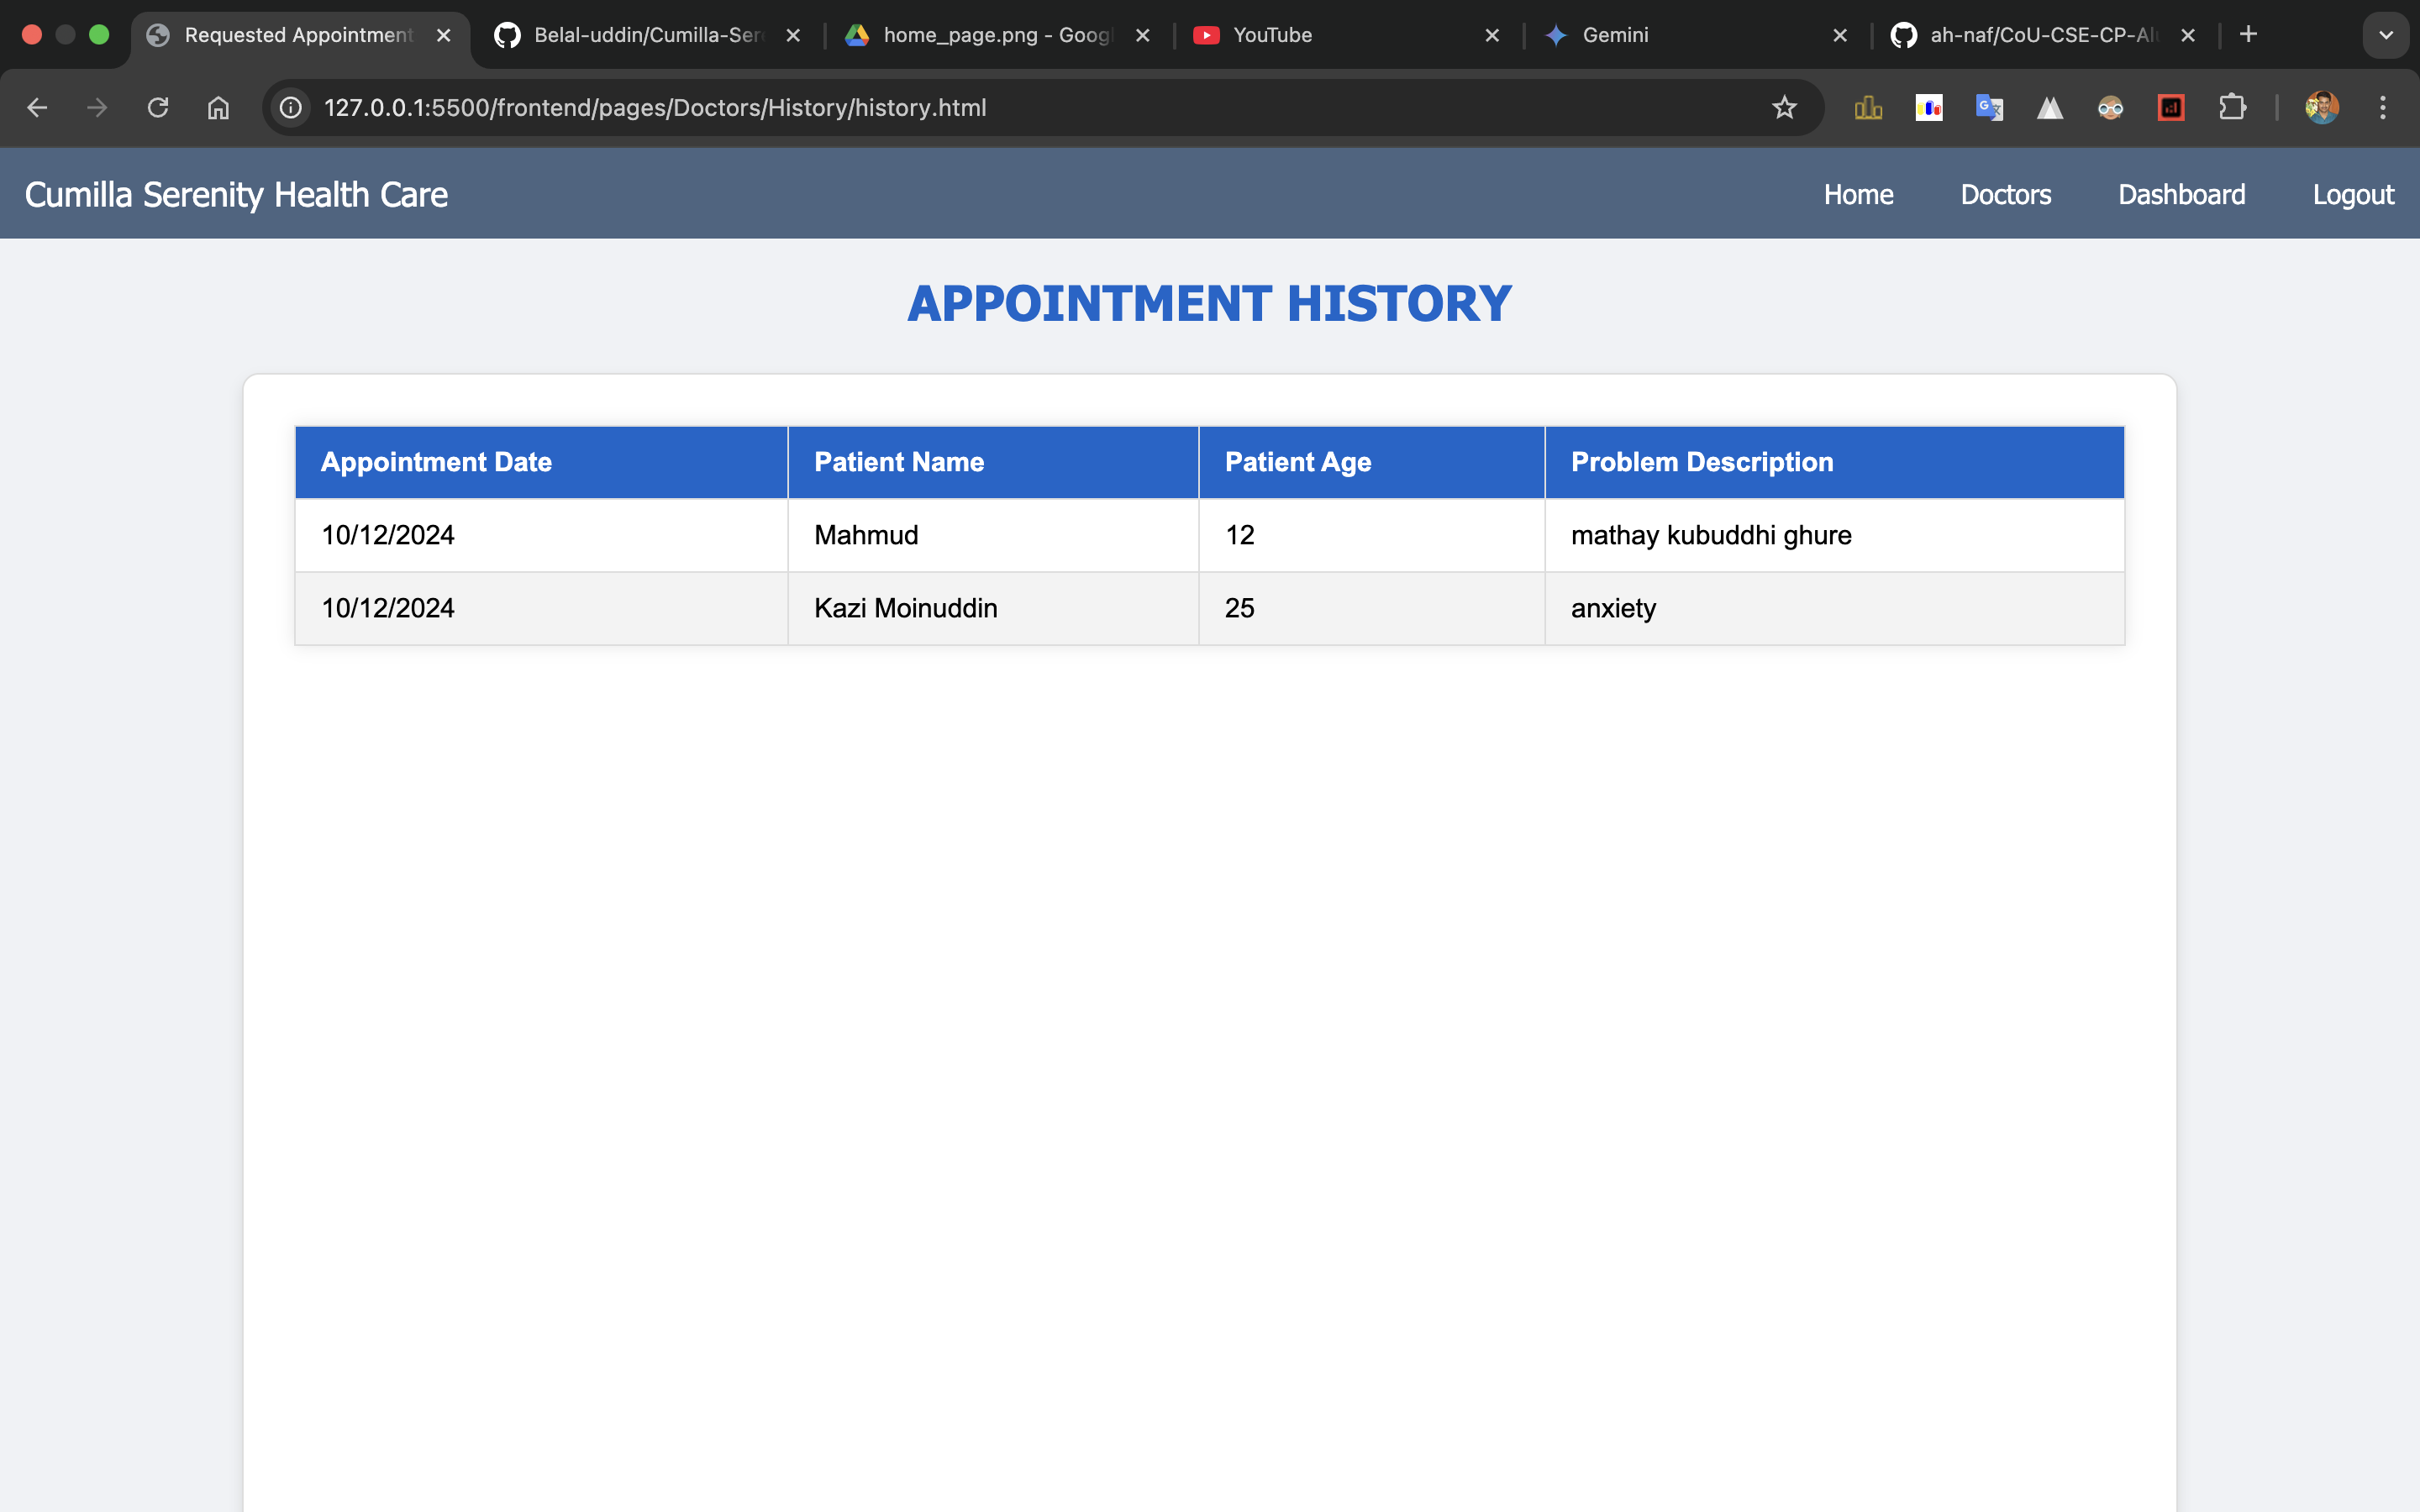 Requested Appointment
Belal-uddin/Cumilla-Ser
home_page.png - Goog
YouTube
Gemini
ah-naf/CoU-CSE-CP-Al
127.0.0.1:5500/frontend/pages/Doctors/History/history.html
Cumilla Serenity Health Care
Home Doctors Dashboard Logout
APPOINTMENT HISTORY
Appointment Date Patient Name Patient Age Problem Description
10/12/2024 Mahmud 12 mathay kubuddhi ghure
10/12/2024 Kazi Moinuddin 25 anxiety